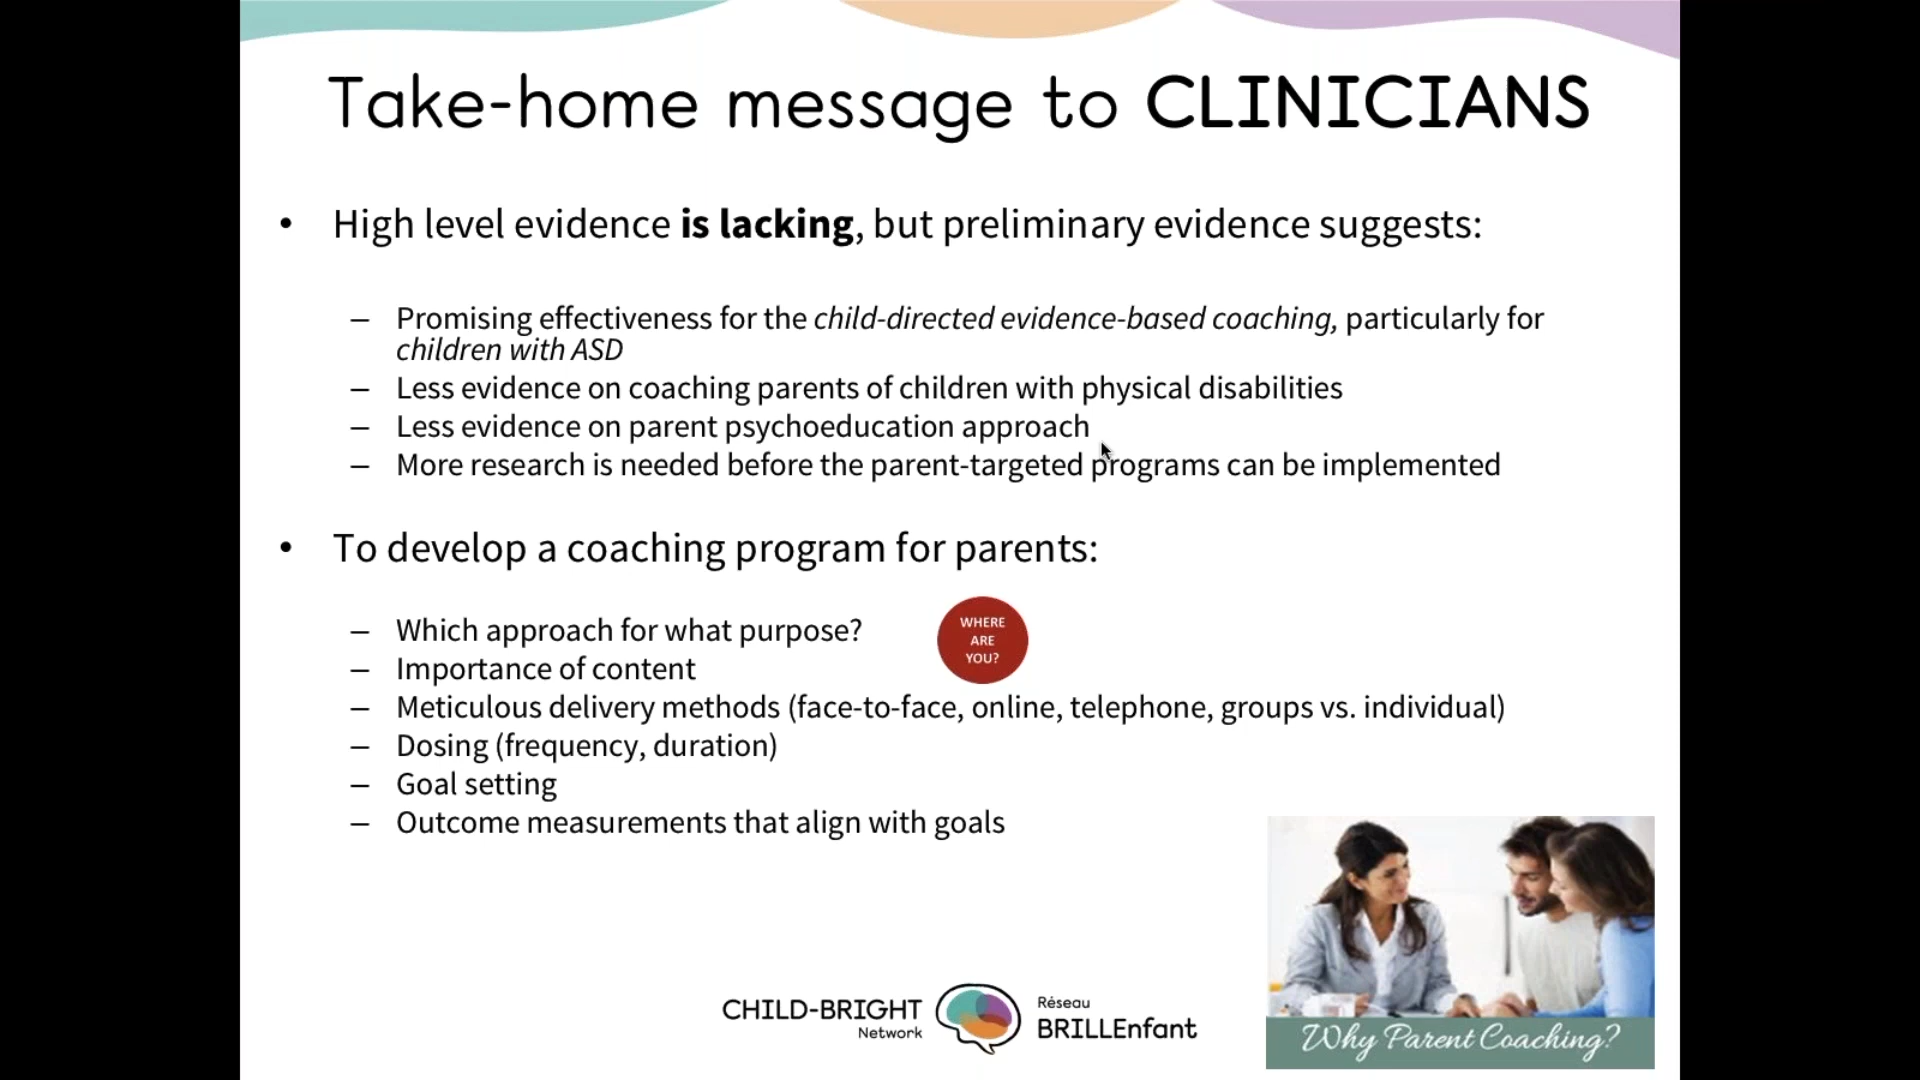 Take-home message to CLINICIANS
• High level evidence is lacking, but preliminary evidence suggests:
– Promising effectiveness for the child-directed evidence-based coaching, particularly for
children with ASD
– Less evidence on coaching parents of children with physical disabilities
– Less evidence on parent psychoeducation approach
– More research is needed before the parent-targeted programs can be implemented
• To develop a coaching program for parents:
– Which approach for what purpose?
WHERE
ARE
YOU?
– Importance of content
– Meticulous delivery methods (face-to-face, online, telephone, groups vs. individual)
– Dosing (frequency, duration)
– Goal setting
– Outcome measurements that align with goals
CHILD-BRIGHT
Network
Réseau
BRILLEnfant
Why Parent Coaching?